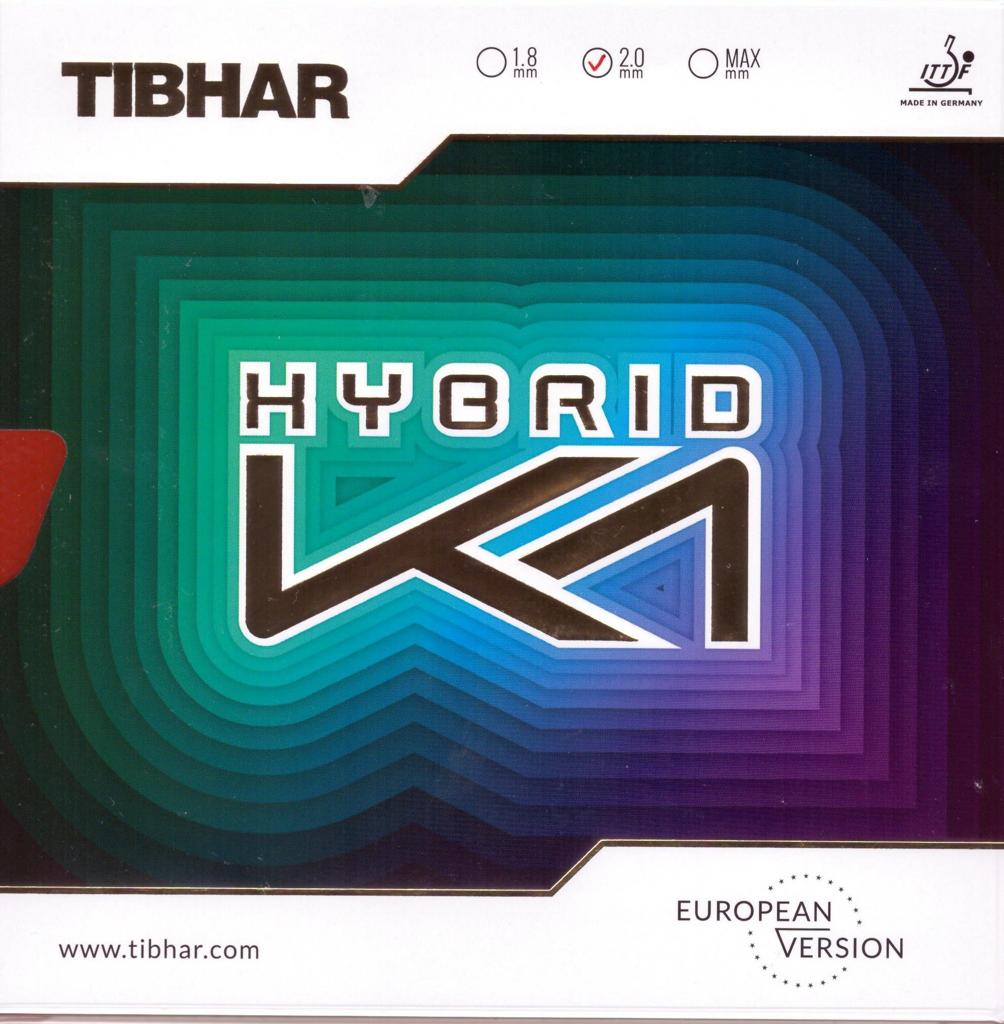 TIBHAR
1.8 mm
2.0 mm
MAX mm
ITTF
MADE IN GERMANY
HYBRID
K1
www.tibhar.com
EUROPEAN
VERSION